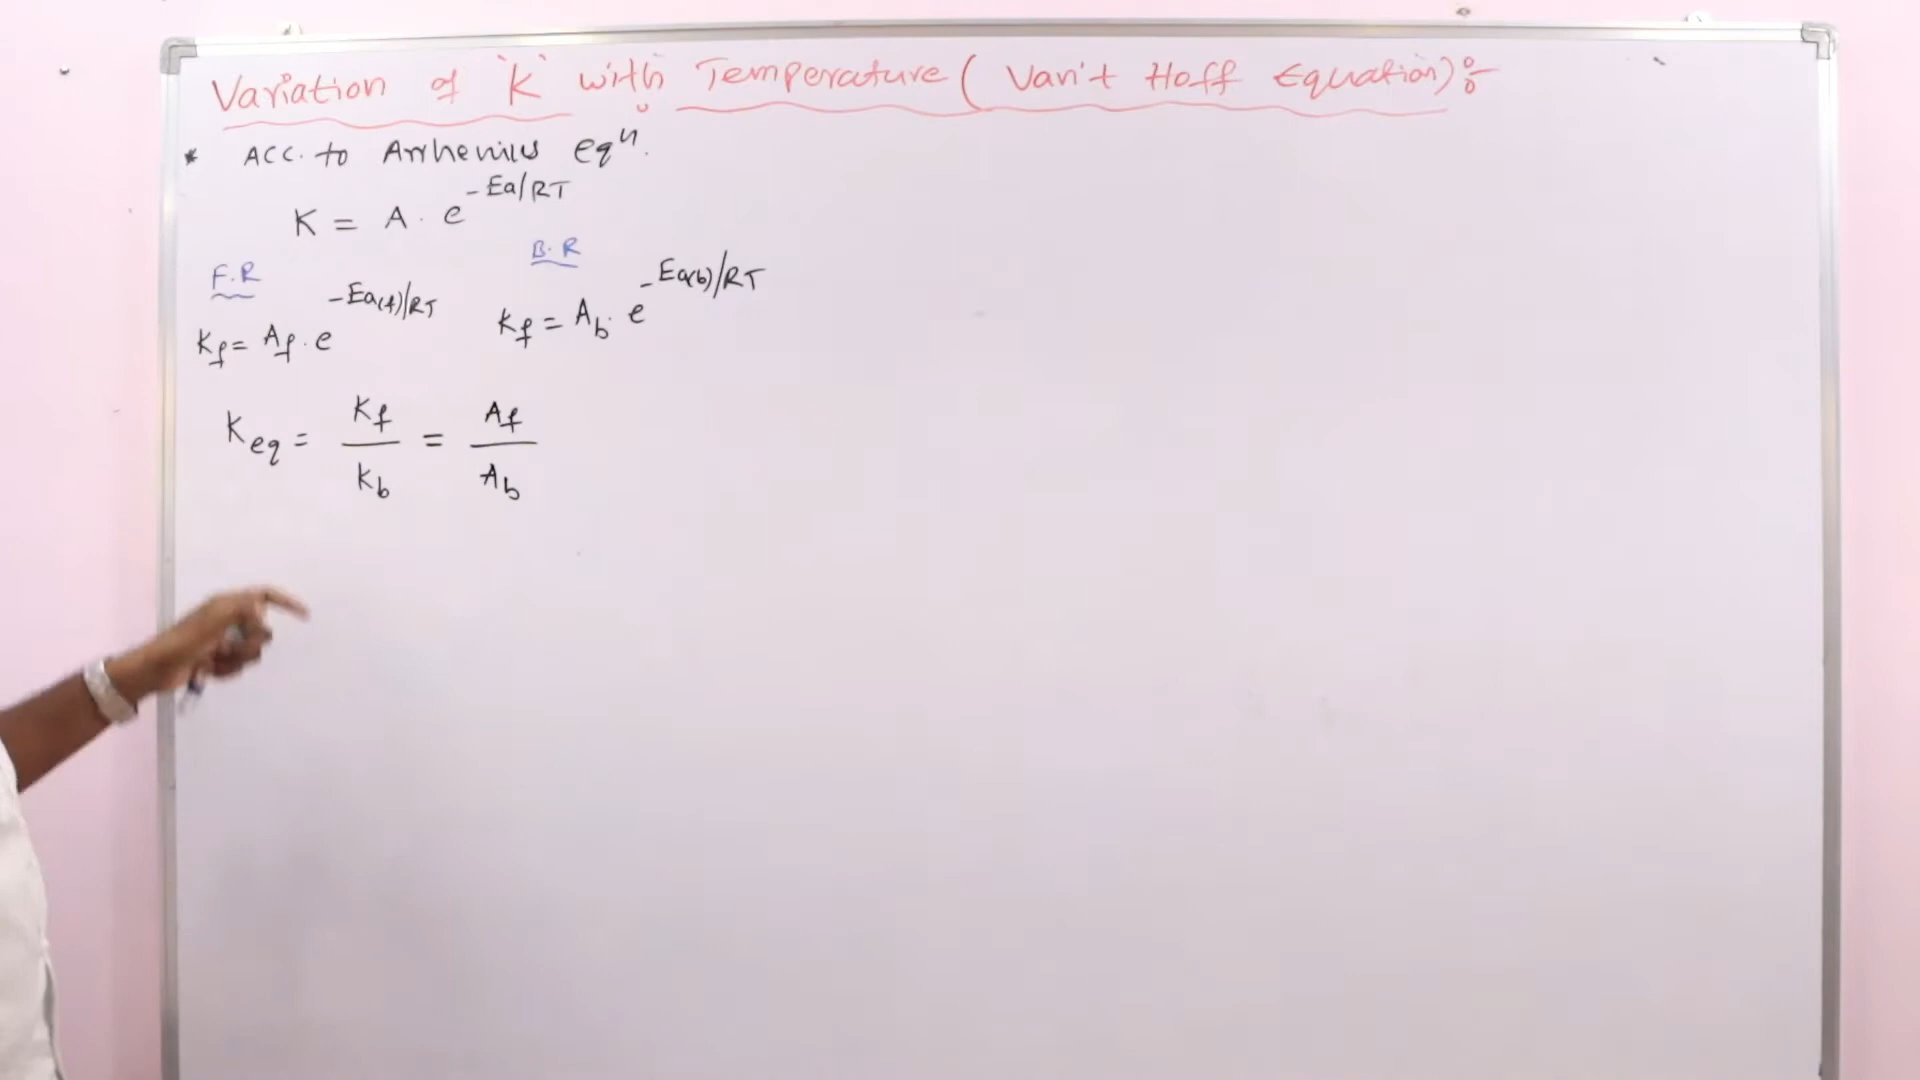 Variation of 'K' with Temperature ( Van't Hoff Equation):-
* ACC. to Arrhenius eqⁿ.
K = A . e^-Ea/RT
F.R B.R
Kf = Af . e^-Ea(f)/RT Kf = Ab . e^-Ea(b)/RT
Keq = Kf/Kb = Af/Ab